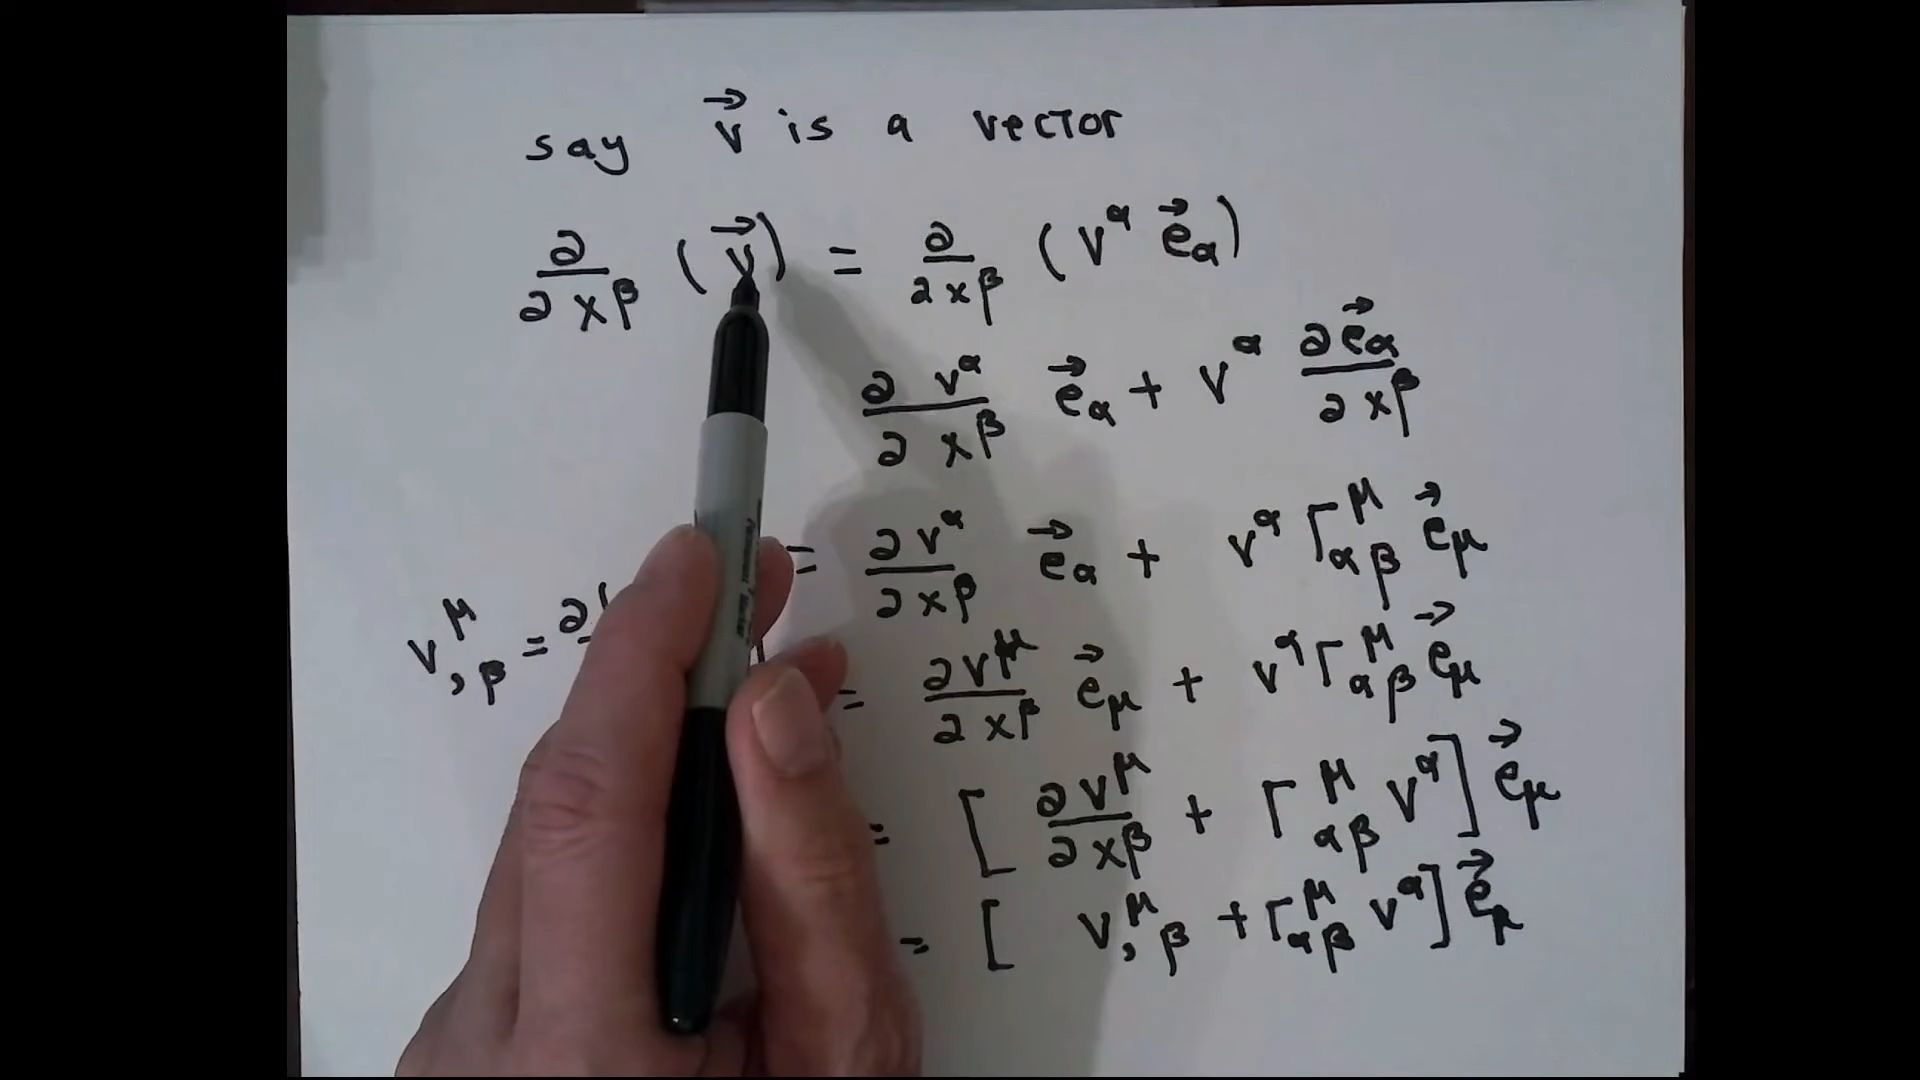 say v⃗ is a vector
∂/∂x^β (v⃗) = ∂/∂x^β (v^α e⃗_α)
∂v^α/∂x^β e⃗_α + v^α ∂e⃗_α/∂x^β
= ∂v^α/∂x^β e⃗_α + v^α Γ^μ_αβ e⃗_μ
v^μ_,β = ∂
= ∂v^μ/∂x^β e⃗_μ + v^α Γ^μ_αβ e⃗_μ
= [∂v^μ/∂x^β + Γ^μ_αβ v^α] e⃗_μ
= [v^μ_,β + Γ^μ_αβ v^α] e⃗_μ